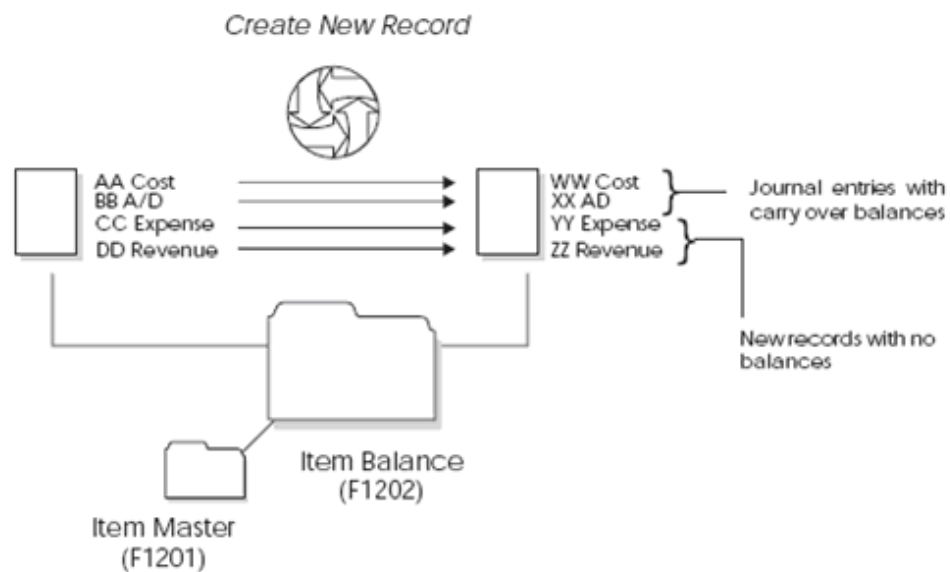 Create New Record
AA Cost
BB A/D
CC Expense
DD Revenue
WW Cost
XX AD
YY Expense
ZZ Revenue
Journal entries with
carry over balances
New records with no
balances
Item Balance
(F1202)
Item Master
(F1201)